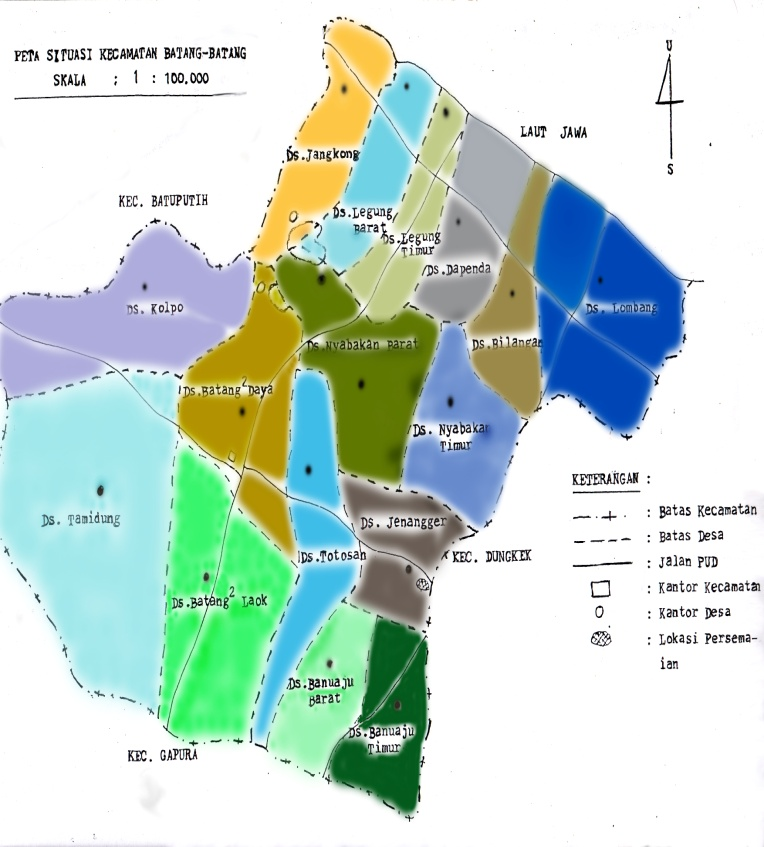 PETA SITUASI KECAMATAN BATANG-BATANG
SKALA : 1 : 100.000
U
S
LAUT JAWA
Ds.Jangkong
KEC. BATUPUTIH
Ds.Legung
Barat
Ds.Legung
Timur
Ds.Dapenda
Ds. Kolpo
Ds. Lombang
Ds.Nyabakan Barat
Ds.Bilangan
Ds.Batang2 Daya
Ds. Nyabakan
Timur
KETERANGAN :
: Batas Kecamatan
: Batas Desa
: Jalan PUD
: Kantor Kecamatan
: Kantor Desa
: Lokasi Persema-
ian
Ds. Tamidung
Ds. Jenangger
Ds.Totosan
KEC. DUNGKEK
Ds.Batang2 Laok
Ds.Banuaju
Barat
Ds.Banuaju
Timur
KEC. GAPURA